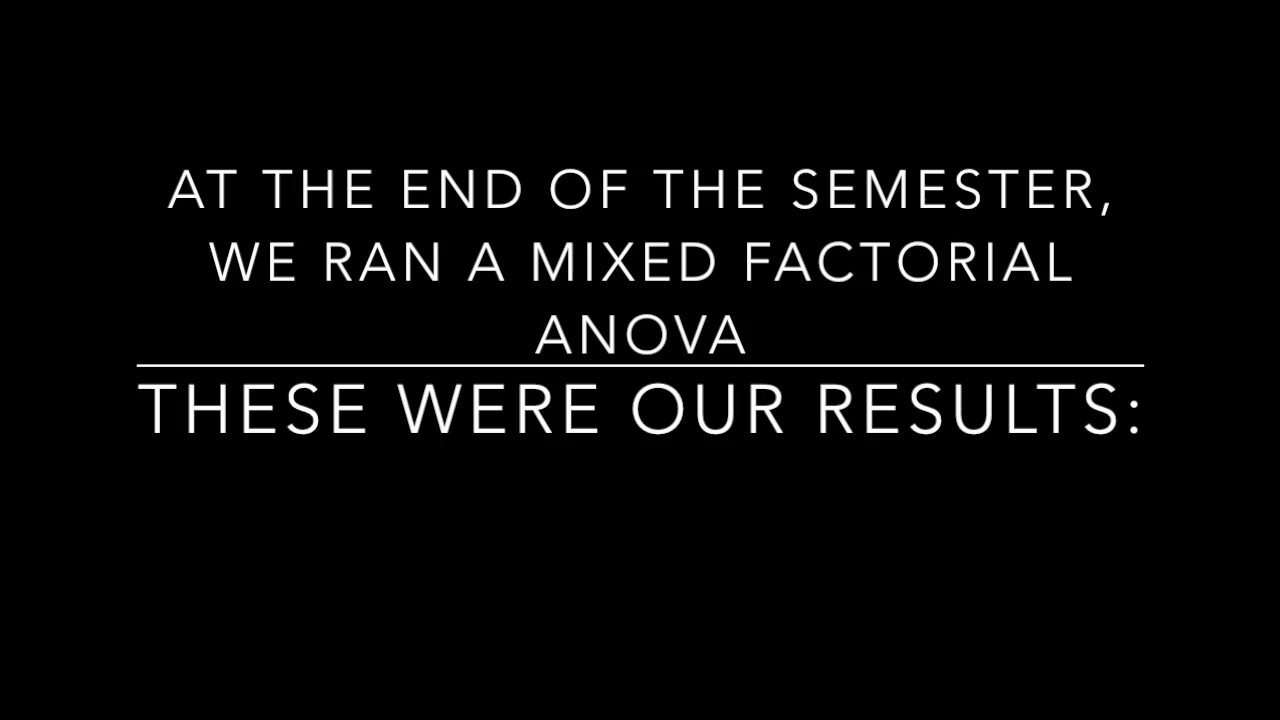 AT THE END OF THE SEMESTER,
WE RAN A MIXED FACTORIAL
ANOVA
THESE WERE OUR RESULTS: